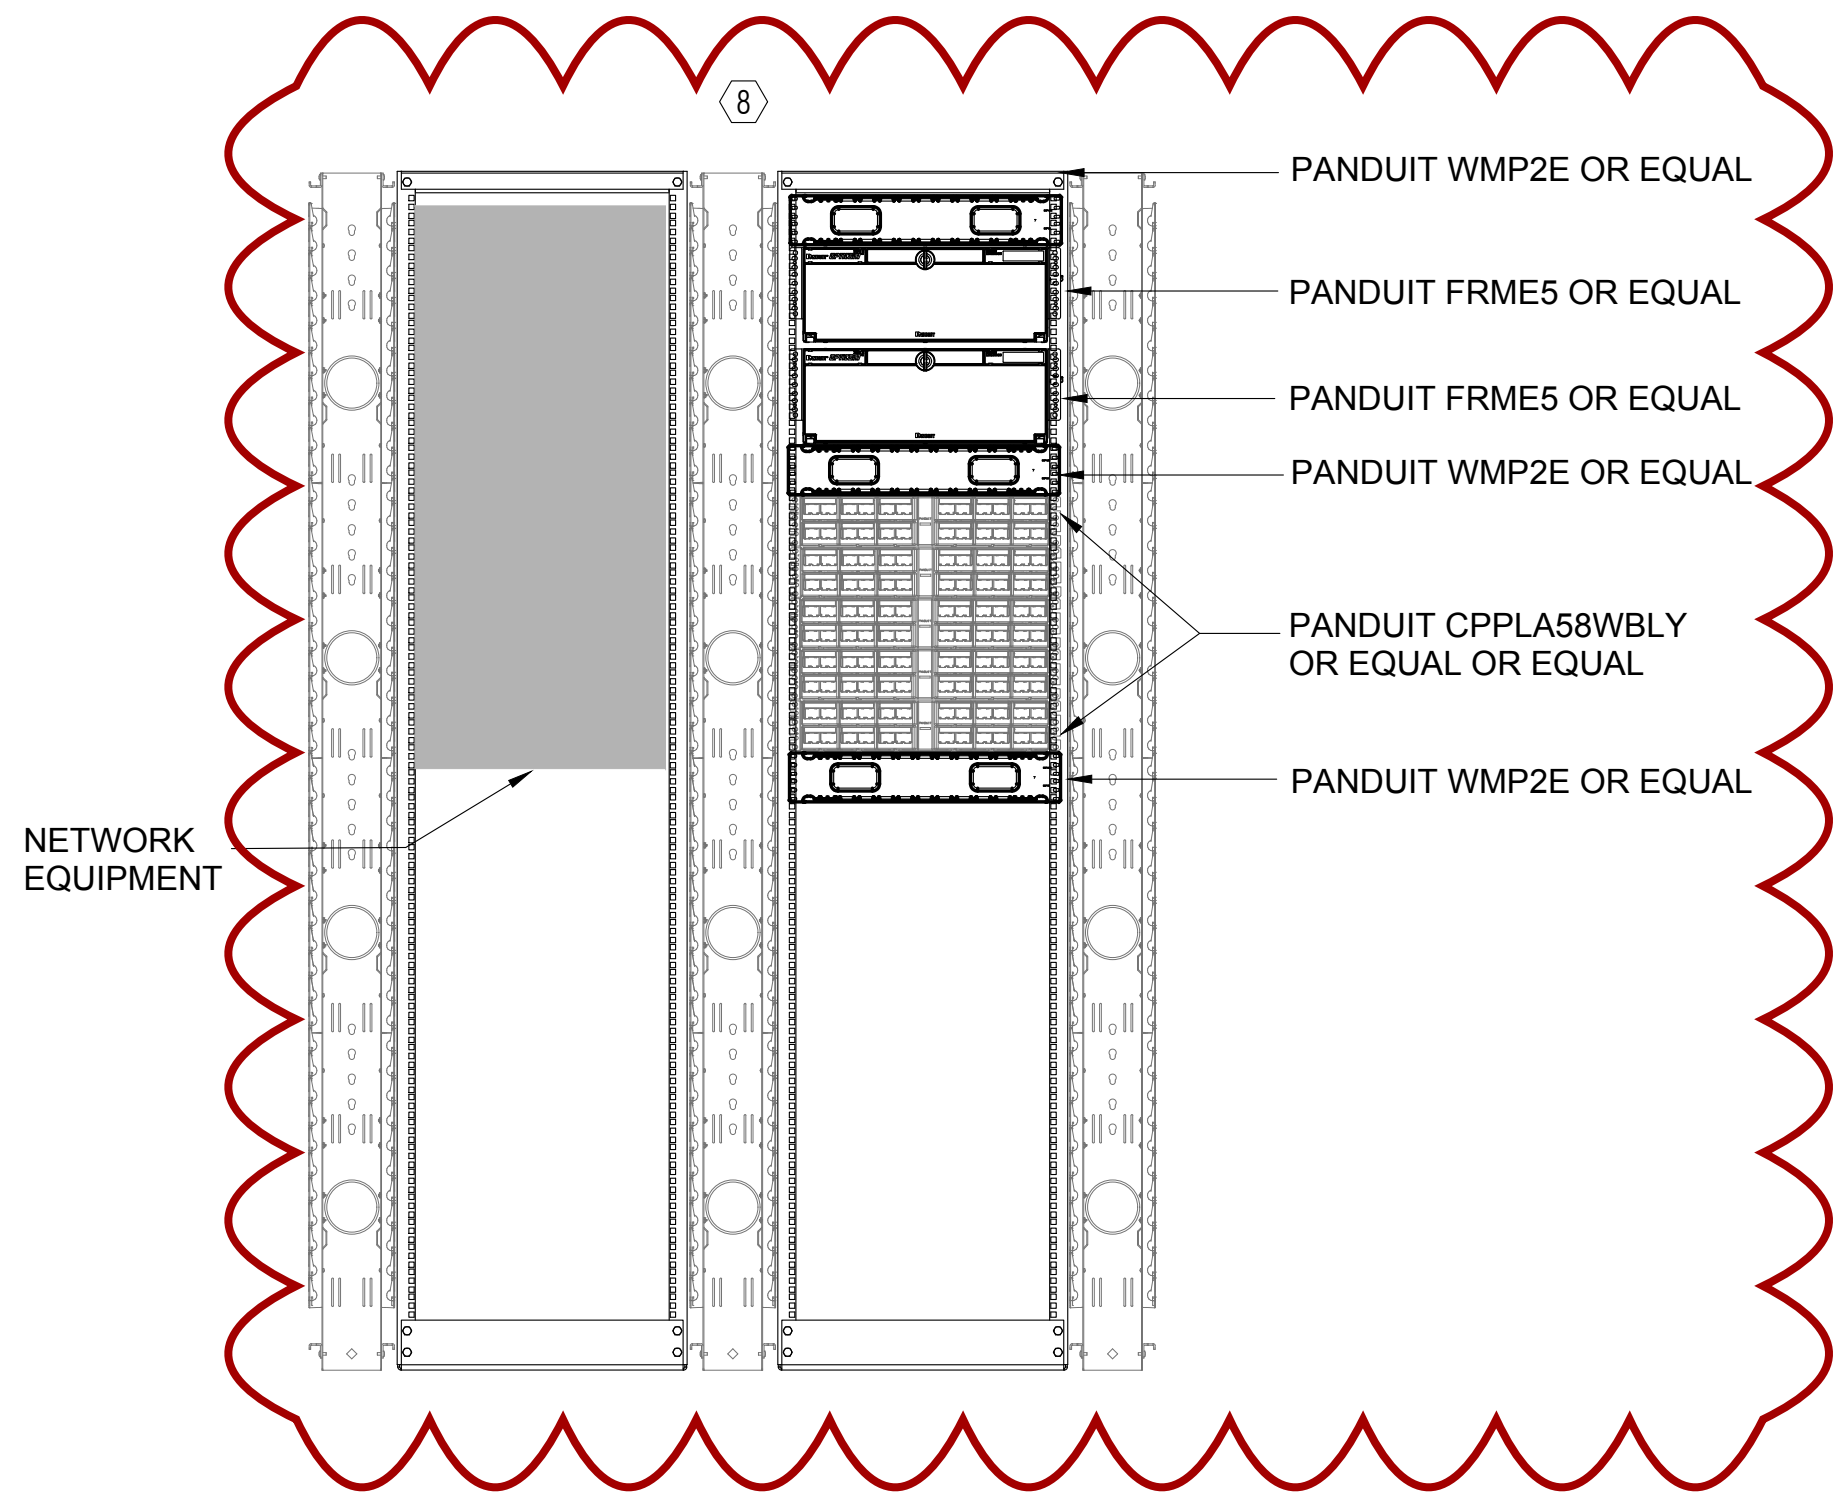 8
PANDUIT WMP2E OR EQUAL
PANDUIT FRME5 OR EQUAL
PANDUIT FRME5 OR EQUAL
PANDUIT WMP2E OR EQUAL
PANDUIT CPPLA58WBLY
OR EQUAL OR EQUAL
PANDUIT WMP2E OR EQUAL
NETWORK
EQUIPMENT